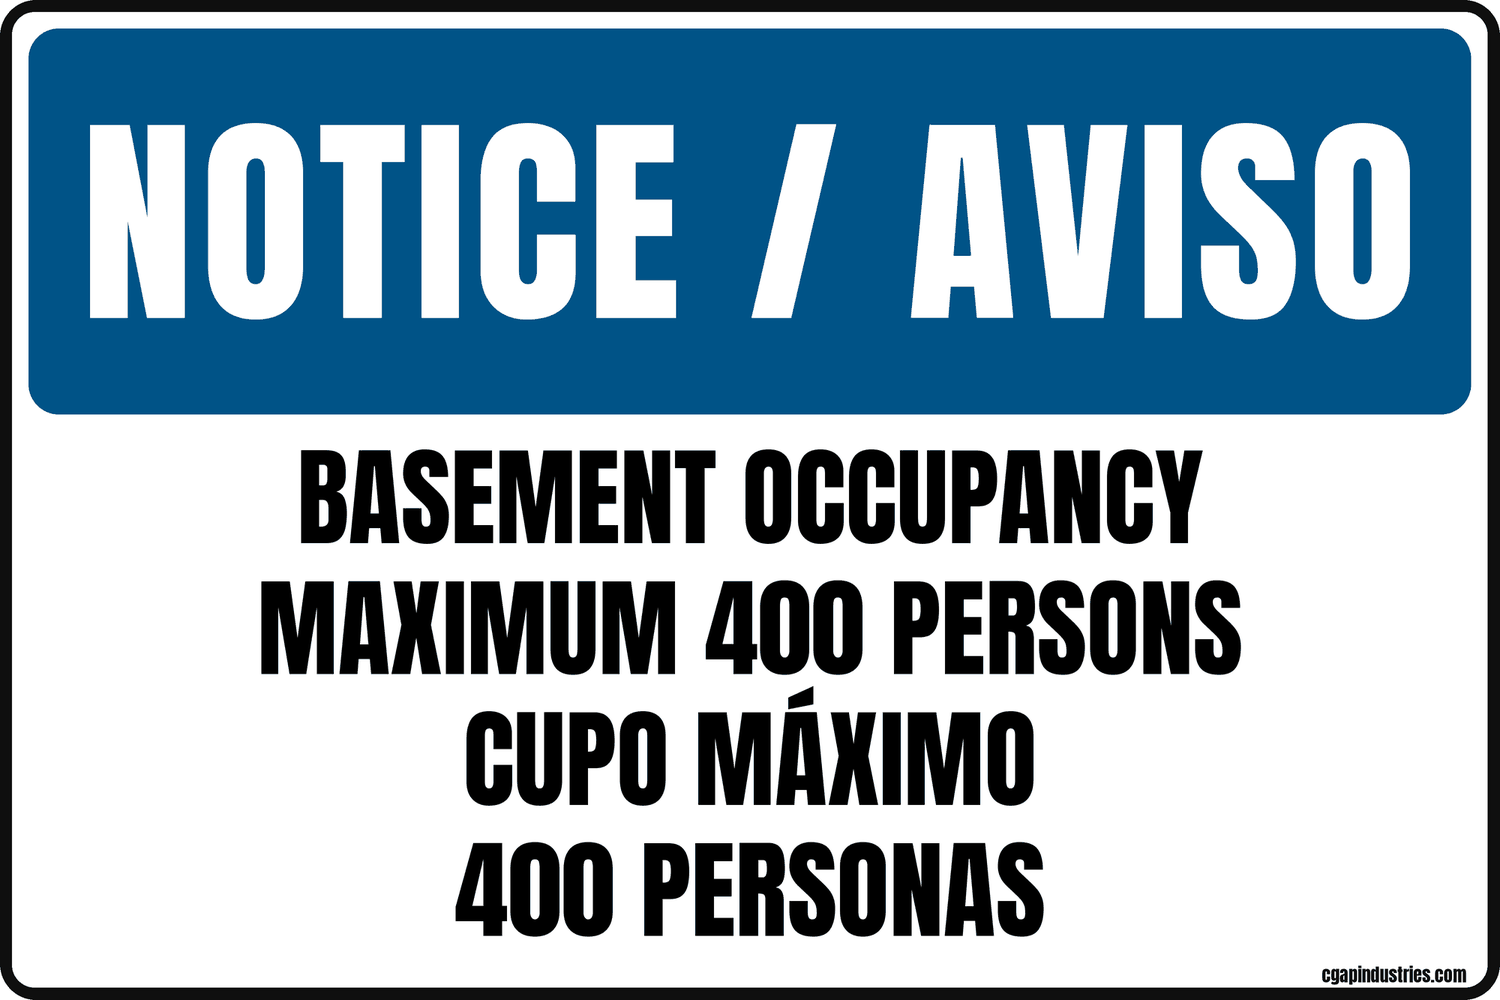 NOTICE / AVISO
BASEMENT OCCUPANCY
MAXIMUM 400 PERSONS
CUPO MÁXIMO
400 PERSONAS
cgapindustries.com